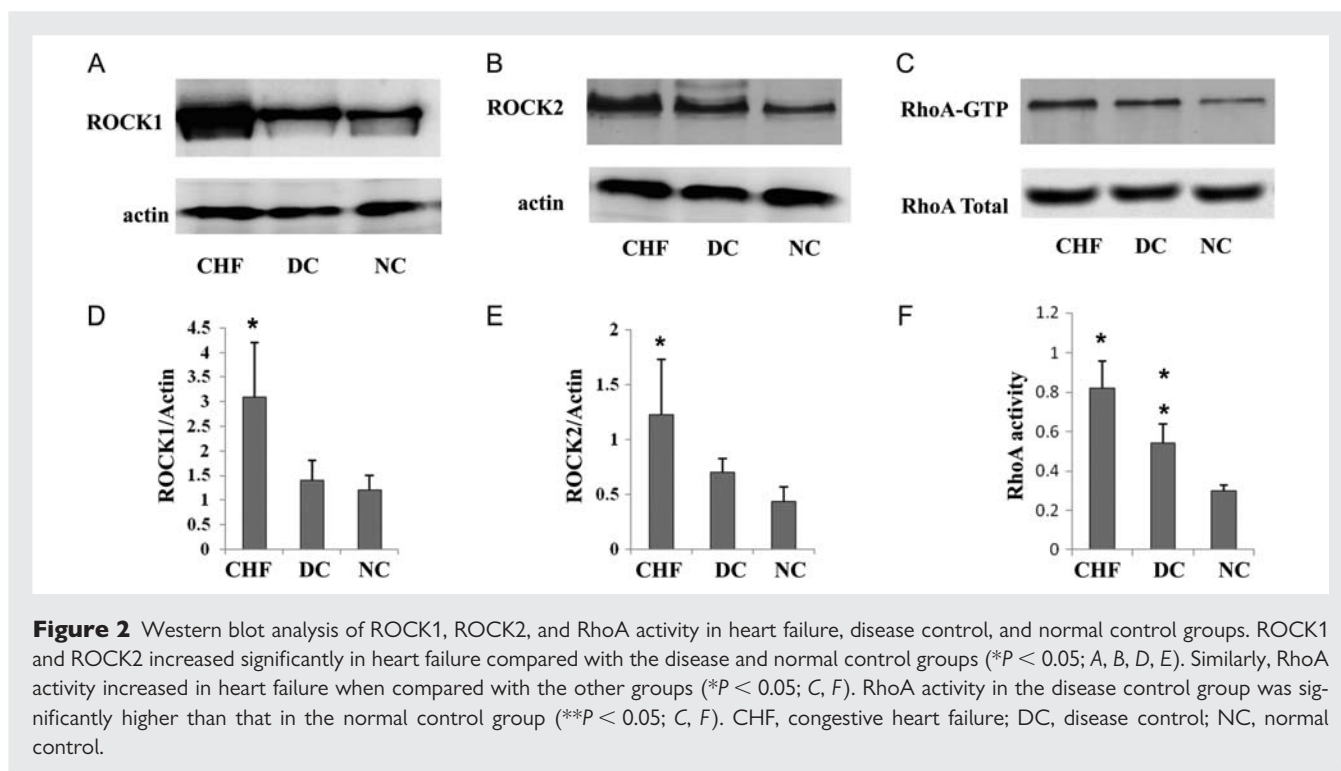 A
B
C
ROCK1
ROCK2
RhoA-GTP
actin
actin
RhoA Total
CHF DC NC
CHF DC NC
CHF DC NC
D
E
F
ROCK1/Actin
4.5
4
3.5
3
2.5
2
1.5
1
0.5
0
*
CHF DC NC
ROCK2/Actin
2
1.5
1
0.5
0
*
CHF DC NC
RhoA activity
1.2
1
0.8
0.6
0.4
0.2
0
*
*
*
CHF DC NC
Figure 2 Western blot analysis of ROCK1, ROCK2, and RhoA activity in heart failure, disease control, and normal control groups. ROCK1
and ROCK2 increased significantly in heart failure compared with the disease and normal control groups (*P < 0.05; A, B, D, E). Similarly, RhoA
activity increased in heart failure when compared with the other groups (*P < 0.05; C, F). RhoA activity in the disease control group was sig-
nificantly higher than that in the normal control group (**P < 0.05; C, F). CHF, congestive heart failure; DC, disease control; NC, normal
control.